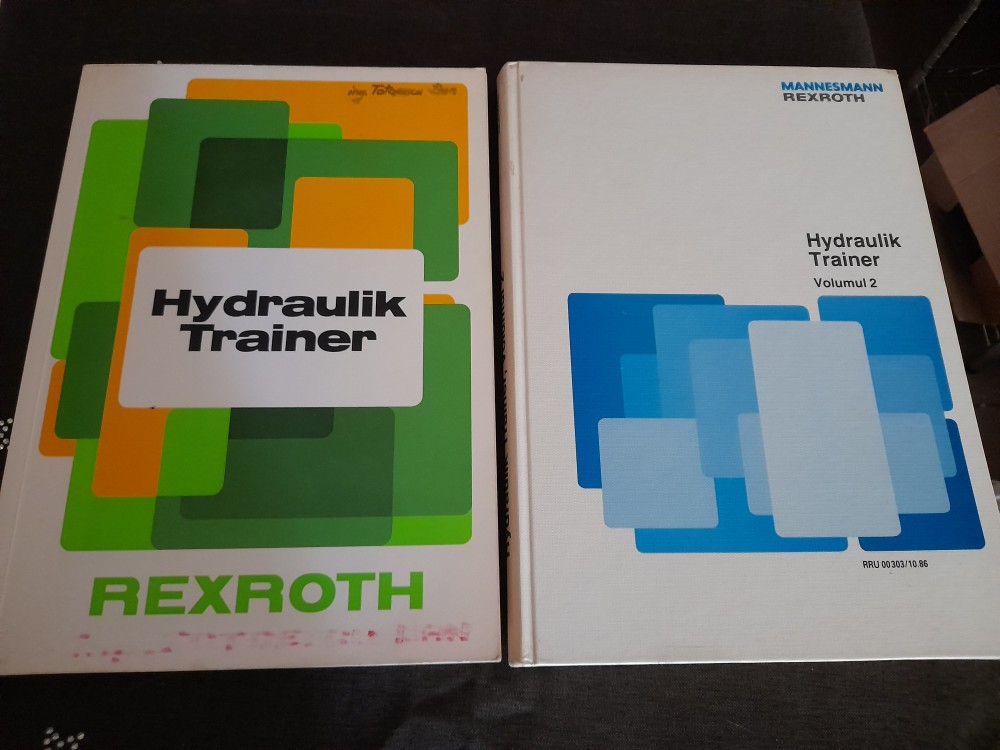 Hydraulik
Trainer
REXROTH
MANNESMANN
REXROTH
Hydraulik
Trainer
Volumul 2
RRU 00303/10.86